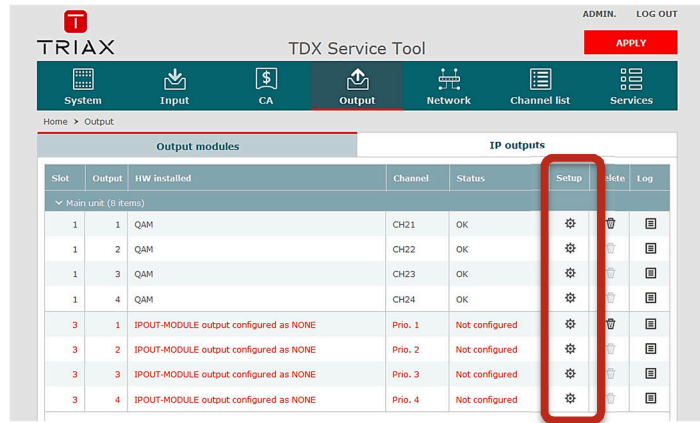 ADMIN. LOG OUT
T
TRIAX TDX Service Tool APPLY
System Input CA Output Network Channel list Services
Home > Output
Output modules IP outputs
Slot Output HW installed Channel Status Setup Delete Log
Main unit (8 items)
1 1 QAM CH21 OK
1 2 QAM CH22 OK
1 3 QAM CH23 OK
1 4 QAM CH24 OK
3 1 IPOUT-MODULE output configured as NONE Prio. 1 Not configured
3 2 IPOUT-MODULE output configured as NONE Prio. 2 Not configured
3 3 IPOUT-MODULE output configured as NONE Prio. 3 Not configured
3 4 IPOUT-MODULE output configured as NONE Prio. 4 Not configured